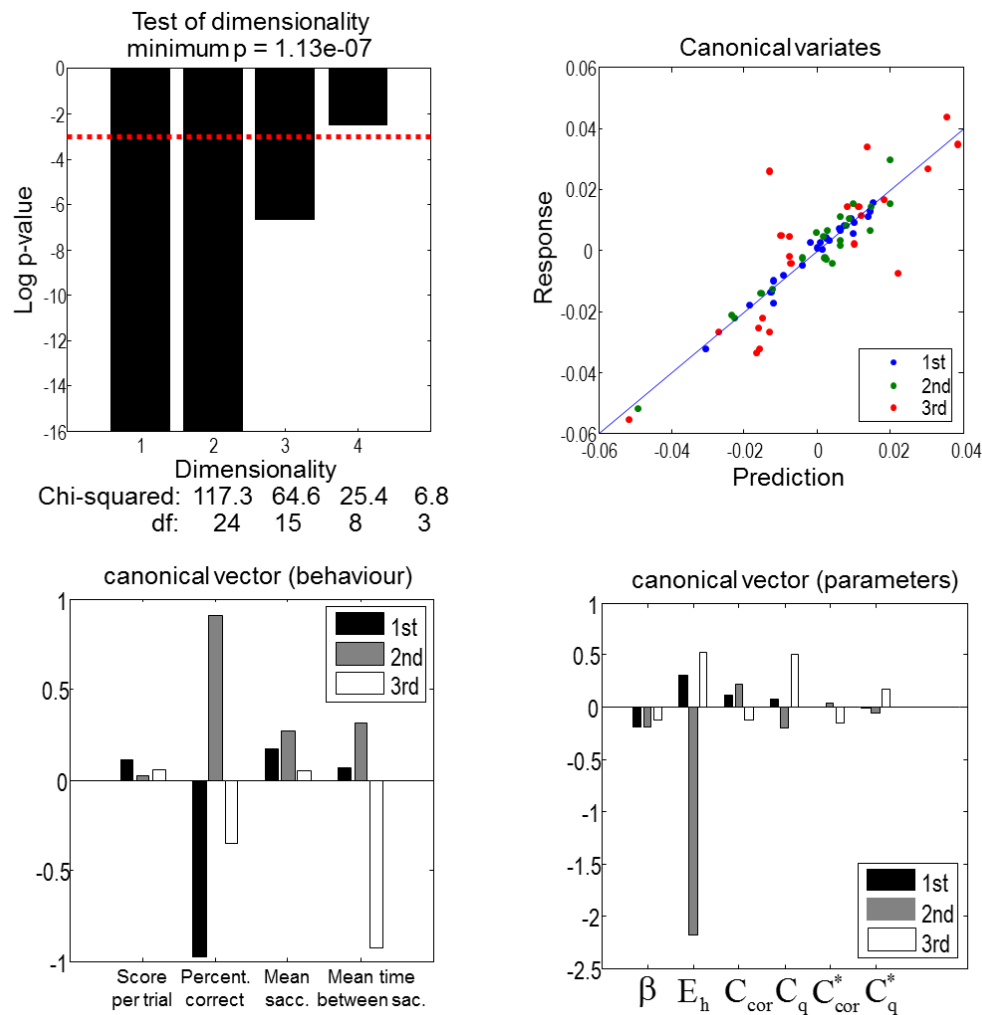 Test of dimensionality
minimum p = 1.13e-07
0
-2
-4
-6
-8
-10
-12
-14
-16
Log p-value
1 2 3 4
Dimensionality
Chi-squared: 117.3 64.6 25.4 6.8
df: 24 15 8 3
Canonical variates
0.06
0.04
0.02
0
-0.02
-0.04
-0.06
Response
1st
2nd
3rd
-0.06 -0.04 -0.02 0 0.02 0.04
Prediction
canonical vector (behaviour)
1
0.5
0
-0.5
-1
1st
2nd
3rd
Score
per trial
Percent.
correct
Mean
sacc.
Mean time
between sac.
canonical vector (parameters)
1
0.5
0
-0.5
-1
-1.5
-2
-2.5
1st
2nd
3rd
β E_h C_cor C_q C*_cor C*_q